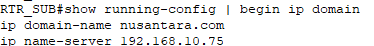 RTR_SUB#show running-config | begin ip domain
ip domain-name nusantara.com
ip name-server 192.168.10.75